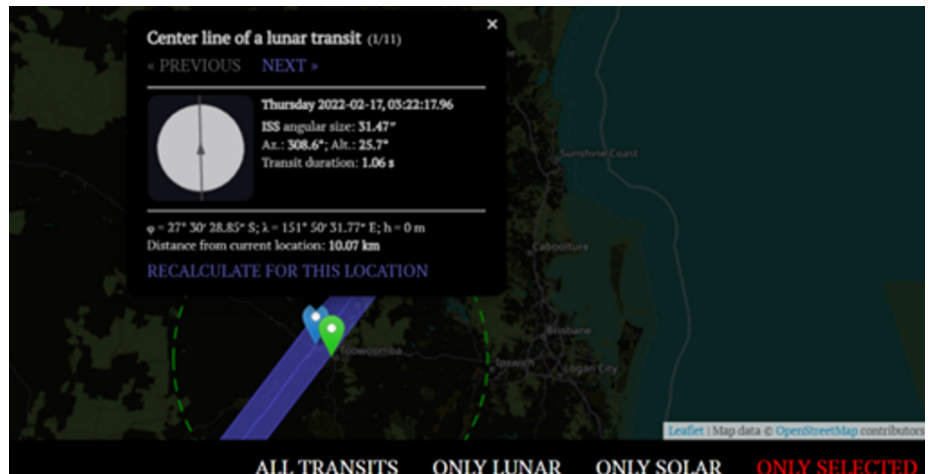 ×
Center line of a lunar transit (1/11)
« PREVIOUS NEXT »
Thursday 2022-02-17, 03:22:17.96
ISS angular size: 31.47″
Az.: 308.6°; Alt.: 25.7°
Transit duration: 1.06 s
φ = 27° 30′ 28.85″ S; λ = 151° 50′ 31.77″ E; h = 0 m
Distance from current location: 10.07 km
RECALCULATE FOR THIS LOCATION
Sunshine Coast
Caboolture
Brisbane
Toowoomba
Ipswich
Logan City
Leaflet | Map data © OpenStreetMap contributors
ALL TRANSITS ONLY LUNAR ONLY SOLAR ONLY SELECTED